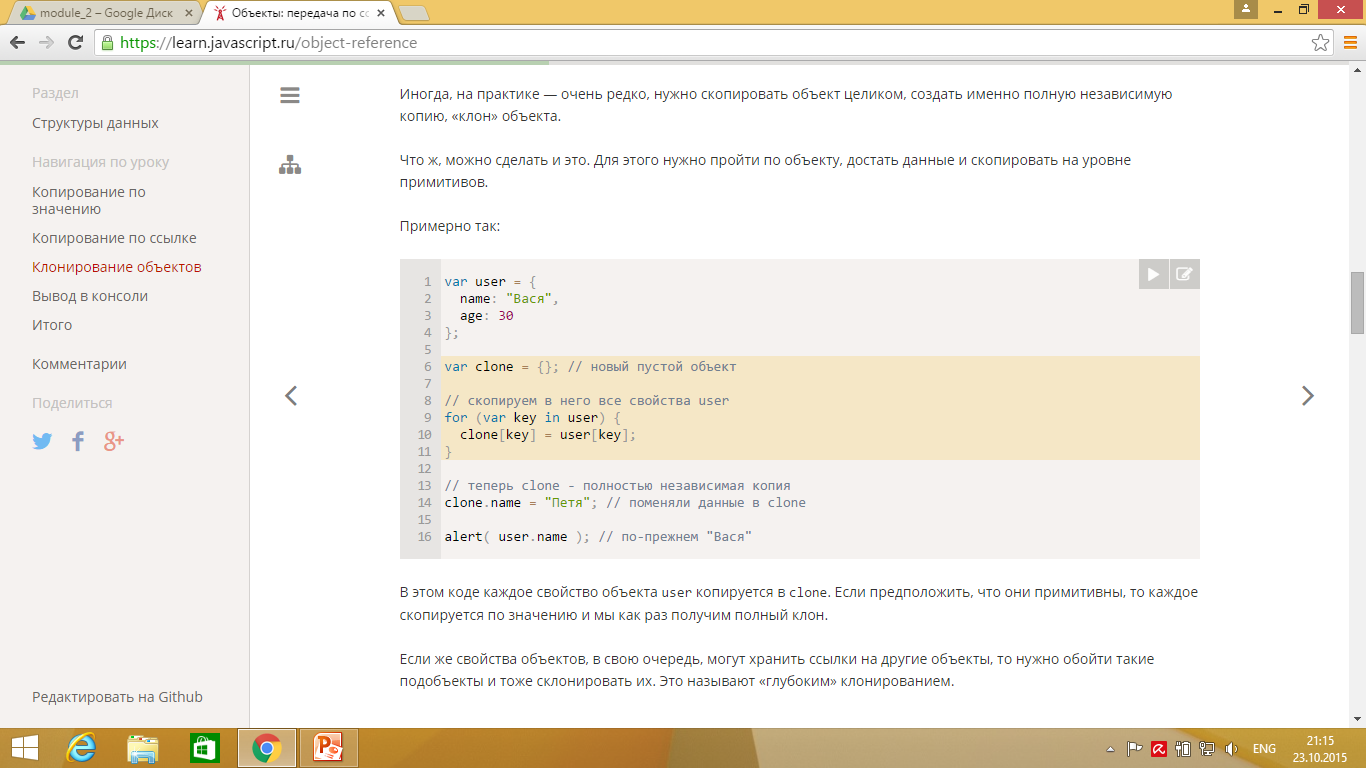 module_2 – Google Диск
Объекты: передача по сс
https://learn.javascript.ru/object-reference
Раздел
Структуры данных
Навигация по уроку
Копирование по
значению
Копирование по ссылке
Клонирование объектов
Вывод в консоли
Итого
Комментарии
Поделиться
Редактировать на Github
Иногда, на практике — очень редко, нужно скопировать объект целиком, создать именно полную независимую
копию, «клон» объекта.
Что ж, можно сделать и это. Для этого нужно пройти по объекту, достать данные и скопировать на уровне
примитивов.
Примерно так:
1 var user = {
2 name: "Вася",
3 age: 30
4 };
5
6 var clone = {}; // новый пустой объект
7
8 // скопируем в него все свойства user
9 for (var key in user) {
10 clone[key] = user[key];
11 }
12
13 // теперь clone - полностью независимая копия
14 clone.name = "Петя"; // поменяли данные в clone
15
16 alert( user.name ); // по-прежнем "Вася"
В этом коде каждое свойство объекта user копируется в clone. Если предположить, что они примитивны, то каждое
скопируется по значению и мы как раз получим полный клон.
Если же свойства объектов, в свою очередь, могут хранить ссылки на другие объекты, то нужно обойти такие
подобъекты и тоже склонировать их. Это называют «глубоким» клонированием.
ENG
21:15
23.10.2015